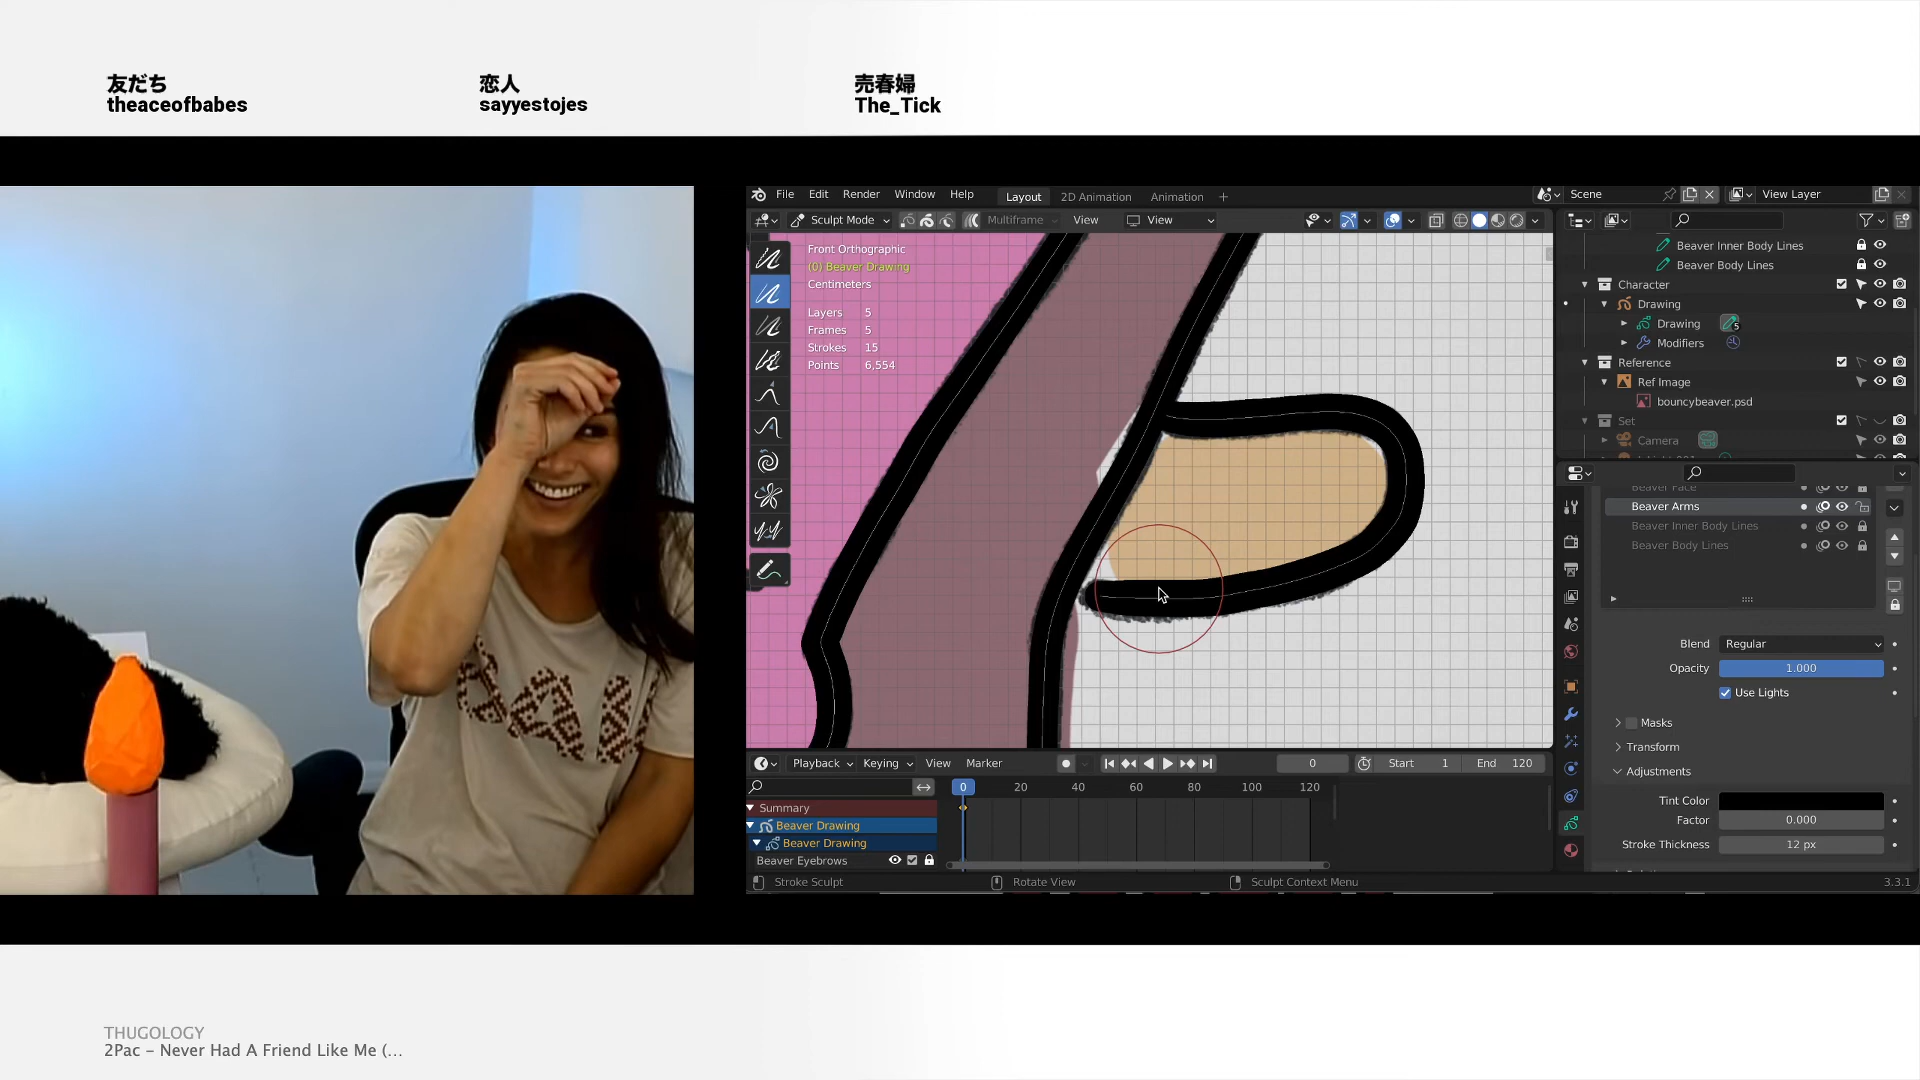 友だち
theaceofbabes
恋人
sayyestojes
売春婦
The_Tick
File Edit Render Window Help
Layout 2D Animation Animation +
Scene
View Layer
Sculpt Mode
Multiframe
View
View
Front Orthographic
(0) Beaver Drawing
Centimeters
Layers 5
Frames 5
Strokes 15
Points 6,554
Beaver Inner Body Lines
Beaver Body Lines
Character
Drawing
Drawing
5
Modifiers
Reference
Ref Image
bouncybeaver.psd
Set
Camera
Beaver Face
Beaver Arms
Beaver Inner Body Lines
Beaver Body Lines
Blend Regular
Opacity 1.000
Use Lights
Masks
Transform
Adjustments
Tint Color
Factor 0.000
Stroke Thickness 12 px
Playback Keying View Marker
0
Start 1
End 120
0 20 40 60 80 100 120
Summary
Beaver Drawing
Beaver Drawing
Beaver Eyebrows
Stroke Sculpt
Rotate View
Sculpt Context Menu
3.3.1
THUGOLOGY
2Pac - Never Had A Friend Like Me (...